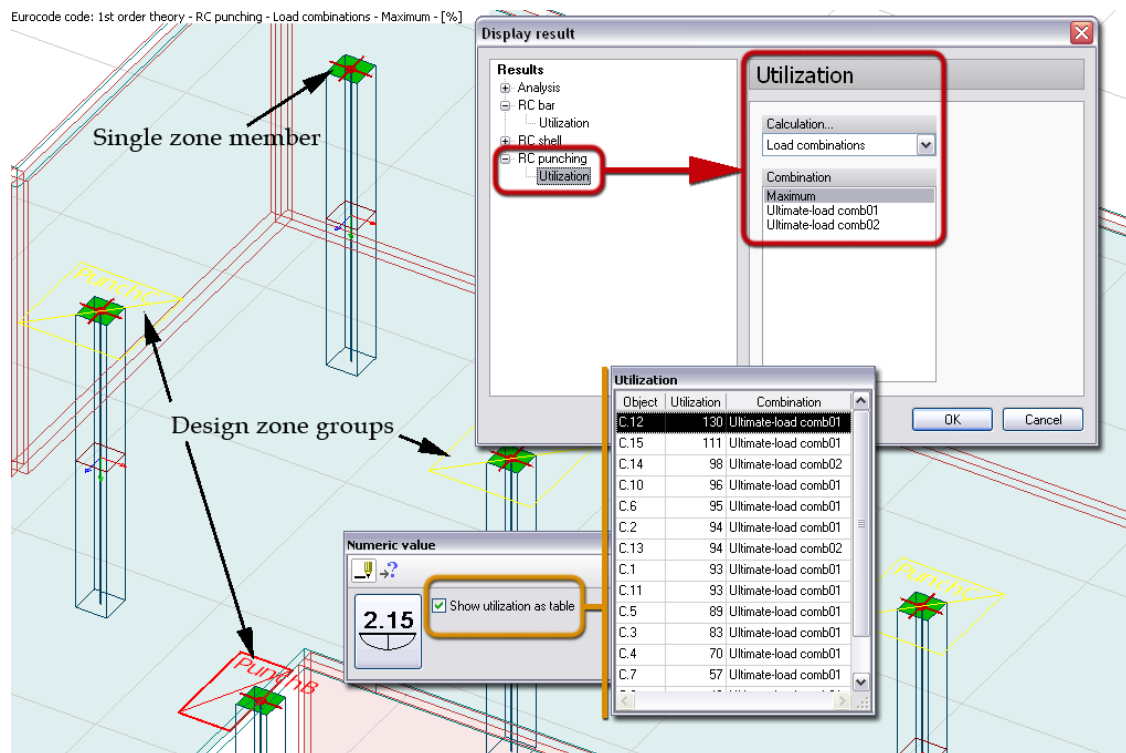 Eurocode code: 1st order theory - RC punching - Load combinations - Maximum - [%]
Single zone member
PunchC
Design zone groups
PunchB
PunchC
Display result
Results
Analysis
RC bar
Utilization
RC shell
RC punching
Utilization
Utilization
Calculation...
Load combinations
Combination
Maximum
Ultimate-load comb01
Ultimate-load comb02
OK Cancel
Utilization
Object Utilization Combination
C.12 130 Ultimate-load comb01
C.15 111 Ultimate-load comb01
C.14 98 Ultimate-load comb02
C.10 96 Ultimate-load comb01
C.6 95 Ultimate-load comb01
C.2 94 Ultimate-load comb01
C.13 94 Ultimate-load comb02
C.1 93 Ultimate-load comb01
C.11 93 Ultimate-load comb01
C.5 89 Ultimate-load comb01
C.3 83 Ultimate-load comb01
C.4 70 Ultimate-load comb01
C.7 57 Ultimate-load comb01
Numeric value
2.15
Show utilization as table